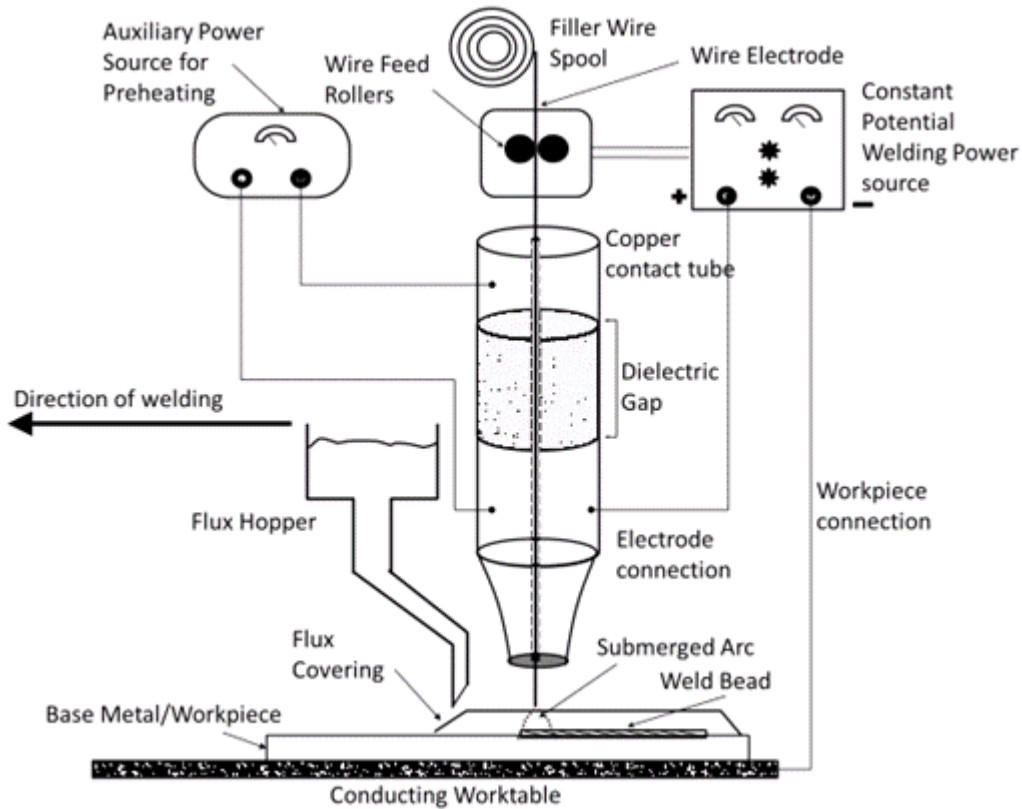 Auxiliary Power
Source for
Preheating
Wire Feed
Rollers
Filler Wire
Spool
Wire Electrode
Constant
Potential
Welding Power
source
+
−
Copper
contact tube
Dielectric
Gap
Direction of welding
Flux Hopper
Workpiece
connection
Electrode
connection
Flux
Covering
Submerged Arc
Weld Bead
Base Metal/Workpiece
Conducting Worktable